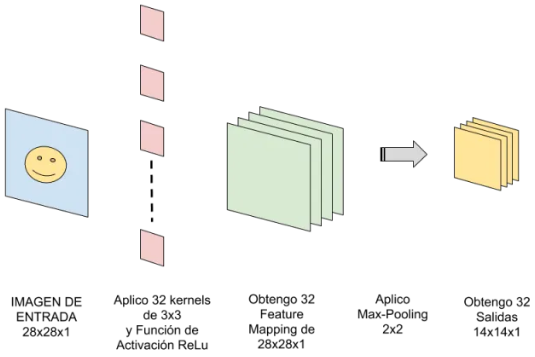 IMAGEN DE
ENTRADA
28x28x1
Aplico 32 kernels
de 3x3
y Función de
Activación ReLu
Obtengo 32
Feature
Mapping de
28x28x1
Aplico
Max-Pooling
2x2
Obtengo 32
Salidas
14x14x1